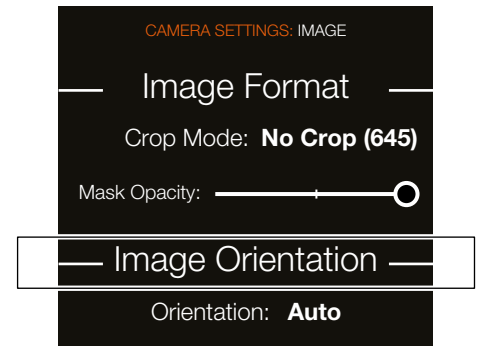 CAMERA SETTINGS: IMAGE
Image Format
Crop Mode: No Crop (645)
Mask Opacity:
Image Orientation
Orientation: Auto